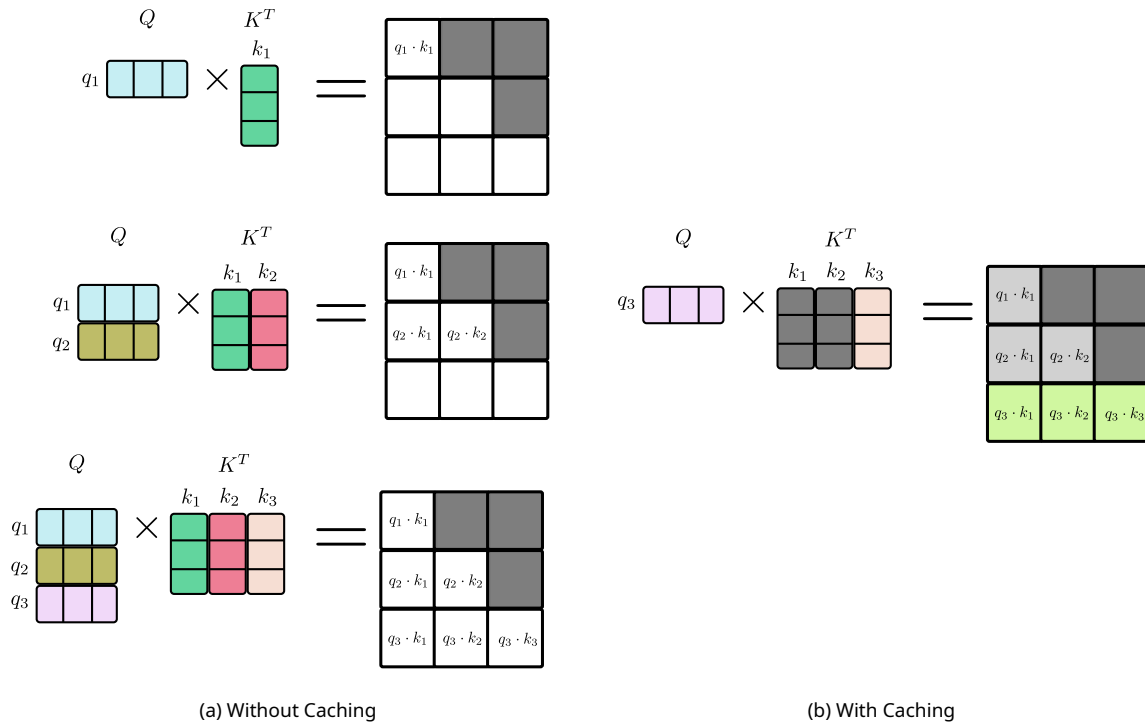 Q K^T
k_1
q_1 × = q_1 · k_1
Q K^T
k_1 k_2
q_1 × = q_1 · k_1
q_2 q_2 · k_1 q_2 · k_2
Q K^T
k_1 k_2 k_3
q_1 × = q_1 · k_1
q_2 q_2 · k_1 q_2 · k_2
q_3 q_3 · k_1 q_3 · k_2 q_3 · k_3
(a) Without Caching
Q K^T
k_1 k_2 k_3
q_3 × = q_1 · k_1
q_2 · k_1 q_2 · k_2
q_3 · k_1 q_3 · k_2 q_3 · k_3
(b) With Caching